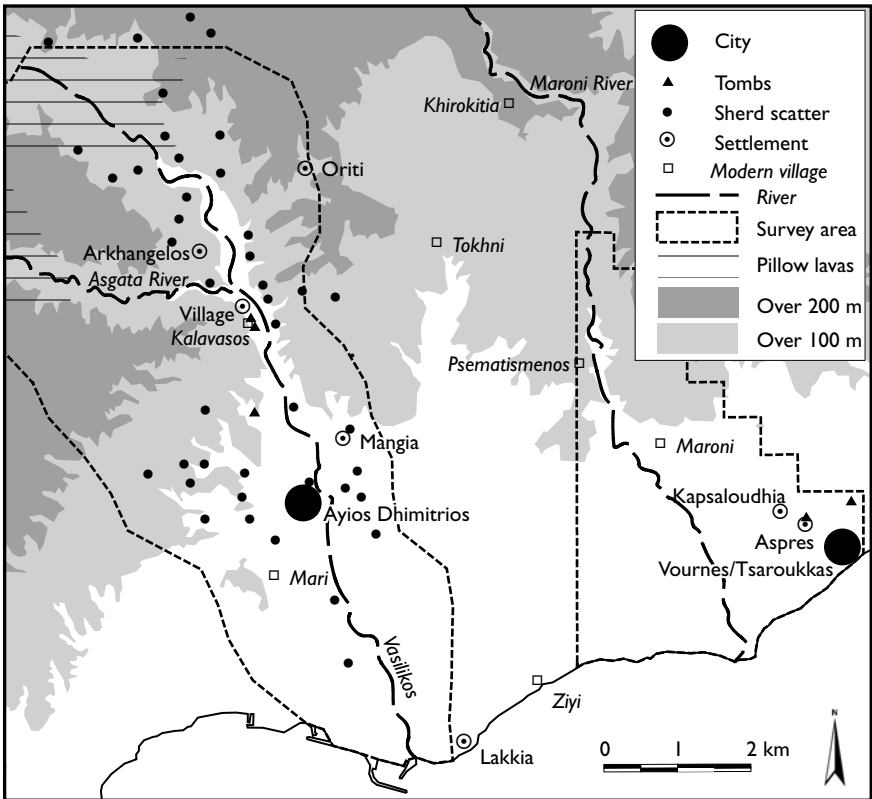 City
Tombs
Sherd scatter
Settlement
Modern village
River
Survey area
Pillow lavas
Over 200 m
Over 100 m
Maroni River
Khirokitia
Oriti
Tokhni
Arkhangelos
Asgata River
Village
Kalavasos
Psematismenos
Mangia
Maroni
Kapsaloudhia
Ayios Dhimitrios
Aspres
Vournes/Tsaroukkas
Mari
Vasilikos
Ziyi
Lakkia
N
0 1 2 km